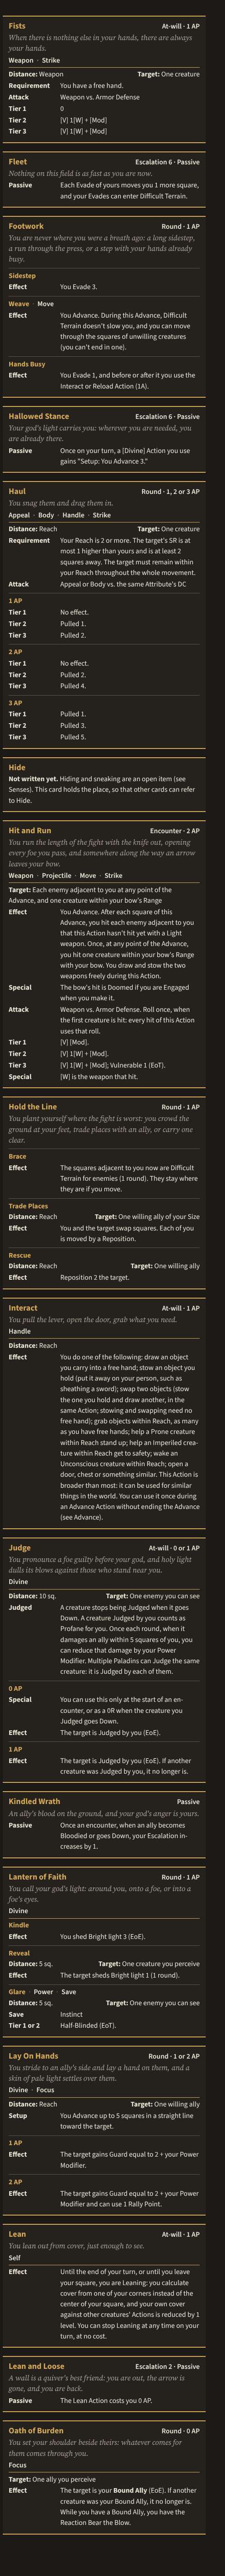 Fists At-will · 1 AP
When there is nothing else in your hands, there are always
your hands.
Weapon · Strike
Distance: Weapon Target: One creature
Requirement You have a free hand.
Attack Weapon vs. Armor Defense
Tier 1 0
Tier 2 [V] 1[W] + [Mod]
Tier 3 [V] 1[W] + [Mod]
Fleet Escalation 6 · Passive
Nothing on this field is as fast as you are now.
Passive Each Evade of yours moves you 1 more square,
and your Evades can enter Difficult Terrain.
Footwork Round · 1 AP
You are never where you were a breath ago: a long sidestep,
a run through the press, or a step with your hands already
busy.
Sidestep
Effect You Evade 3.
Weave · Move
Effect You Advance. During this Advance, Difficult
Terrain doesn't slow you, and you can move
through the squares of unwilling creatures
(you can't end in one).
Hands Busy
Effect You Evade 1, and before or after it you use the
Interact or Reload Action (1A).
Hallowed Stance Escalation 6 · Passive
Your god's light carries you: wherever you are needed, you
are already there.
Passive Once on your turn, a [Divine] Action you use
gains "Setup: You Advance 3."
Haul Round · 1, 2 or 3 AP
You snag them and drag them in.
Appeal · Body · Handle · Strike
Distance: Reach Target: One creature
Requirement Your Reach is 2 or more. The target's SR at
most 1 higher than yours and is at least 2
squares away. The target must remain within
your Reach throughout the whole movement.
Attack Appeal or Body vs. the same Attribute's DC
1 AP
Tier 1 No effect.
Tier 2 Pulled 1.
Tier 3 Pulled 2.
2 AP
Tier 1 No effect.
Tier 2 Pulled 2.
Tier 3 Pulled 4.
3 AP
Tier 1 Pulled 1.
Tier 2 Pulled 3.
Tier 3 Pulled 5.
Hide
Not written yet. Hiding and sneaking are an open item (see
Senses). This card holds the place, so that other cards can refer
to Hide.
Hit and Run Encounter · 2 AP
You run the length of the fight with the knife out, opening
every foe you pass, and somewhere along the way an arrow
leaves your bow.
Weapon · Projectile · Move · Strike
Target: Each enemy adjacent to you at any point of the
Advance, and one creature within your bow's Range
Effect You Advance. After each square of this
Advance, you hit each enemy adjacent to you
that this Action hasn't hit yet with a Light
weapon. Once, at any point of the Advance,
you hit one creature within your bow's Range
with your bow. You draw and stow the two
weapons freely during this Action.
Special The bow's hit is Doomed if you are Engaged
when you make it.
Attack Weapon vs. Armor Defense. Roll once, when
the first creature is hit: every hit of this Action
uses that roll.
Tier 1 [V] [Mod].
Tier 2 [V] 1[W] + [Mod].
Tier 3 [V] 1[W] + [Mod]; Vulnerable 1 (EoT).
Special [W] is the weapon that hit.
Hold the Line Round · 1 AP
You plant yourself where the fight is worst: you crowd the
ground at your feet, trade places with an ally, or carry one
clear.
Brace
Effect The squares adjacent to you now are Difficult
Terrain for enemies (1 round). They stay where
they are if you move.
Trade Places
Distance: Reach Target: One willing ally of your Size
Effect You and the target swap squares. Each of you
is moved by a Reposition.
Rescue
Distance: Reach Target: One willing ally
Effect Reposition 2 the target.
Interact At-will · 1 AP
You pull the lever, open the door, grab what you need.
Handle
Distance: Reach
Effect You do one of the following: draw an object
you carry into a free hand; stow an object you
hold (put it away on your person, such as
sheathing a sword); swap two objects (stow
the one you hold and draw another, in the
same Action; stowing and swapping need no
free hand); grab objects within Reach, as many
as you have free hands; help a Prone creature
within Reach stand up; help an Imperiled crea-
ture within Reach get to safety; wake an
Unconscious creature within Reach; open a
door, chest or something similar. This Action is
broader than most: it can be used for similar
things in the world. You can use it once during
an Advance Action without ending the Advance
(see Advance).
Judge At-will · 0 or 1 AP
You pronounce a foe guilty before your god, and holy light
dulls its blows against those who stand near you.
Divine
Distance: 10 sq. Target: One enemy you can see
Judged A creature stops being Judged when it goes
Down. A creature Judged by you counts as
Profane for you. Once each round, when it
damages an ally within 5 squares of you, you
can reduce that damage by your Power
Modifier. Multiple Paladins can Judge the same
creature: it is Judged by each of them.
0 AP
Special You can use this only at the start of an en-
counter, or as a 0R when the creature you
Judged goes Down.
Effect The target is Judged by you (EoE).
1 AP
Effect The target is Judged by you (EoE). If another
creature was Judged by you, it no longer is.
Kindled Wrath Passive
An ally's blood on the ground, and your god's anger is yours.
Passive Once an encounter, when an ally becomes
Bloodied or goes Down, your Escalation in-
creases by 1.
Lantern of Faith Round · 1 AP
You call your god's light: around you, onto a foe, or into a
foe's eyes.
Divine
Kindle
Effect You shed Bright light 3 (EoE).
Reveal
Distance: 5 sq. Target: One creature you perceive
Effect The target sheds Bright light 1 (1 round).
Glare · Power · Save
Distance: 5 sq. Target: One enemy you can see
Save Instinct
Tier 1 or 2 Half-Blinded (EoT).
Lay On Hands Round · 1 or 2 AP
You stride to an ally's side and lay a hand on them, and a
skin of pale light settles over them.
Divine · Focus
Distance: Reach Target: One willing ally
Setup You Advance up to 5 squares in a straight line
toward the target.
1 AP
Effect The target gains Guard equal to 2 + your Power
Modifier.
2 AP
Effect The target gains Guard equal to 2 + your Power
Modifier and can use 1 Rally Point.
Lean At-will · 1 AP
You lean out from cover, just enough to see.
Self
Effect Until the end of your turn, or until you leave
your square, you are Leaning: you calculate
cover from one of your corners instead of the
center of your square, and your own cover
against other creatures' Actions is reduced by 1
level. You can stop Leaning at any time on your
turn, at no cost.
Lean and Loose Escalation 2 · Passive
A wall is a quiver's best friend: you are out, the arrow is
gone, and you are back.
Passive The Lean Action costs you 0 AP.
Oath of Burden Round · 0 AP
You set your shoulder beside theirs: whatever comes for
them comes through you.
Focus
Target: One ally you perceive
Effect The target is your Bound Ally (EoE). If another
creature was your Bound Ally, it no longer is.
While you have a Bound Ally, you have the
Reaction Bear the Blow.